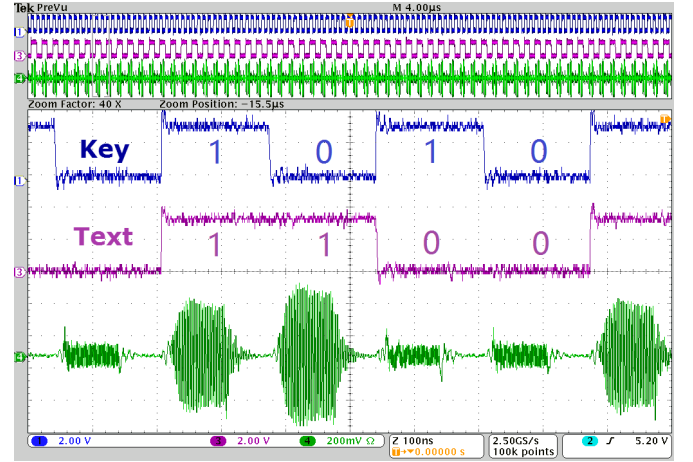 Tek PreVu M 4.00µs
T
1
3
4
Zoom Factor: 40 X Zoom Position: −15.5µs
T
Key 1 0 1 0
1
Text 1 1 0 0
3
4
1 2.00 V 3 2.00 V 4 200mV Ω Z 100ns 2.50GS/s 2 5.20 V
T→▼0.00000 s 100k points